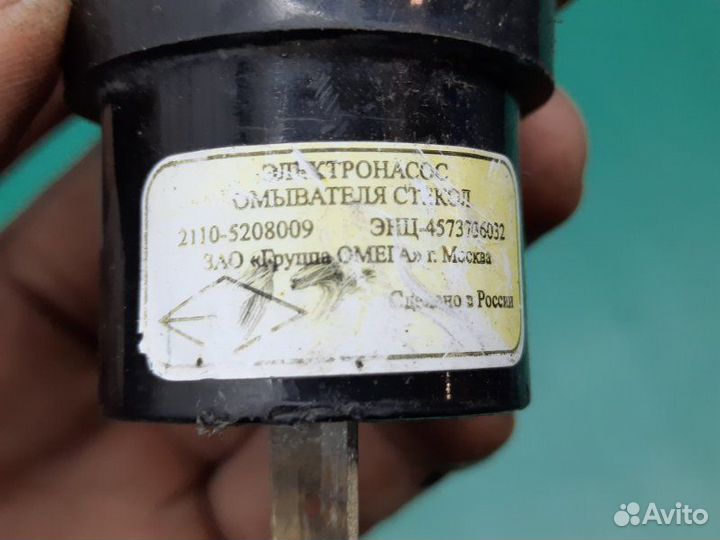 ЭЛЕКТРОНАСОС
ОМЫВАТЕЛЯ СТЕКОЛ
2110-5208009 ЭНЦ-4573706032
ЗАО «Группа ОМЕГА» г. Москва
Сделано в России
Avito